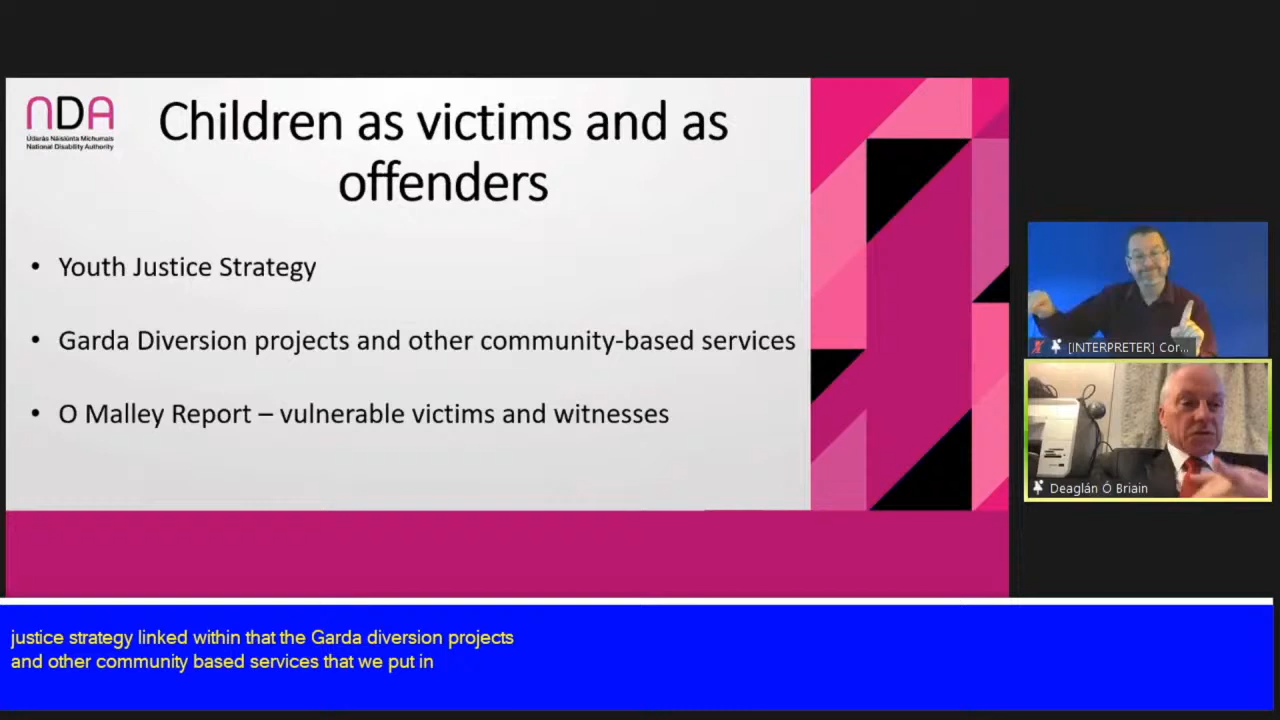 NDA
Údarás Náisiúnta Míchumais
National Disability Authority
Children as victims and as
offenders
• Youth Justice Strategy
• Garda Diversion projects and other community-based services
• O Malley Report – vulnerable victims and witnesses
[INTERPRETER] Cor...
Deaglán Ó Briain
justice strategy linked within that the Garda diversion projects
and other community based services that we put in